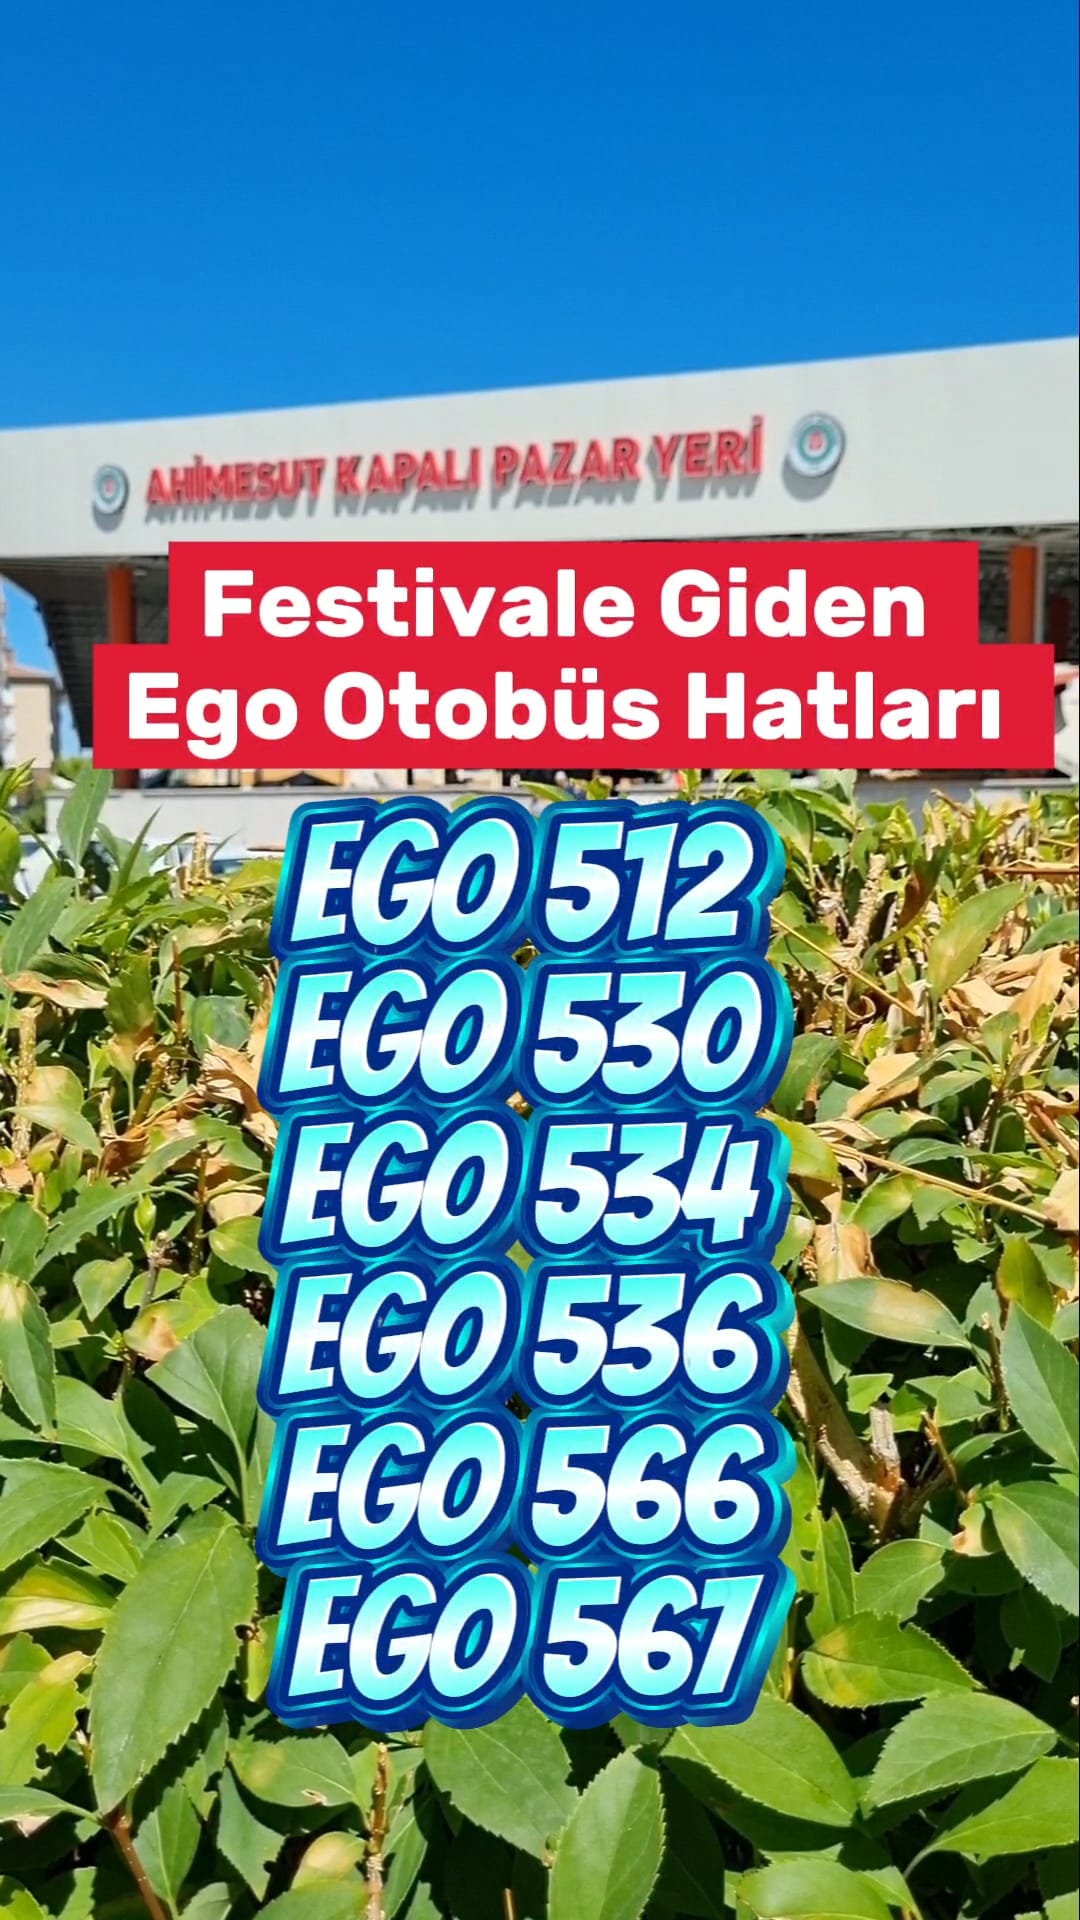 AHİMESUT KAPALI PAZAR YERİ
Festivale Giden
Ego Otobüs Hatları
EGO 512
EGO 530
EGO 534
EGO 536
EGO 566
EGO 567